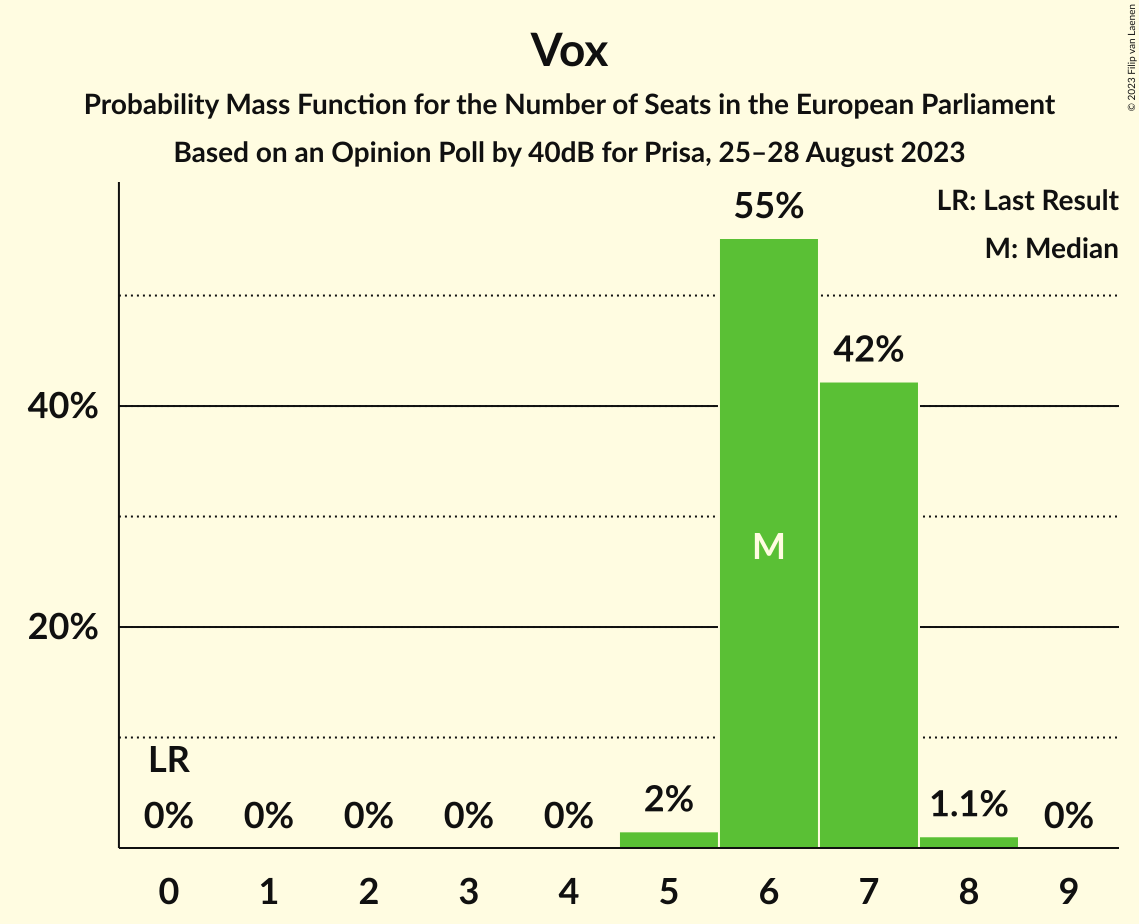 Vox
Probability Mass Function for the Number of Seats in the European Parliament
Based on an Opinion Poll by 40dB for Prisa, 25–28 August 2023
© 2023 Filip van Laenen
LR: Last Result
M: Median
55%
42%
40%
M
20%
LR
0% 0% 0% 0% 0% 2% 1.1% 0%
0 1 2 3 4 5 6 7 8 9